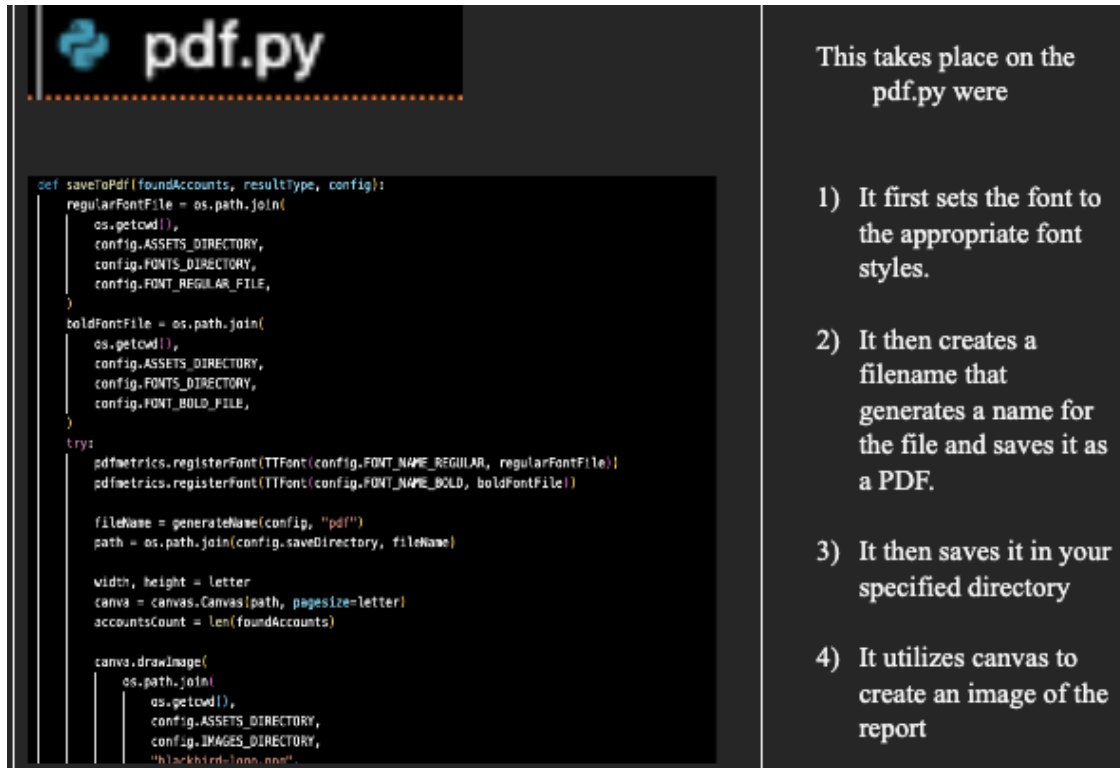 pdf.py
def saveToPdf(foundAccounts, resultType, config):
regularFontFile = os.path.join(
os.getcwd(),
config.ASSETS_DIRECTORY,
config.FONTS_DIRECTORY,
config.FONT_REGULAR_FILE,
)
boldFontFile = os.path.join(
os.getcwd(),
config.ASSETS_DIRECTORY,
config.FONTS_DIRECTORY,
config.FONT_BOLD_FILE,
)
try:
pdfmetrics.registerFont(TTFont(config.FONT_NAME_REGULAR, regularFontFile))
pdfmetrics.registerFont(TTFont(config.FONT_NAME_BOLD, boldFontFile))
fileName = generateName(config, "pdf")
path = os.path.join(config.saveDirectory, fileName)
width, height = letter
canva = canvas.Canvas(path, pagesize=letter)
accountsCount = len(foundAccounts)
canva.drawImage(
os.path.join(
os.getcwd(),
config.ASSETS_DIRECTORY,
config.IMAGES_DIRECTORY,
"blackbird-logo.png",
This takes place on the
pdf.py were
1) It first sets the font to
the appropriate font
styles.
2) It then creates a
filename that
generates a name for
the file and saves it as
a PDF.
3) It then saves it in your
specified directory
4) It utilizes canvas to
create an image of the
report